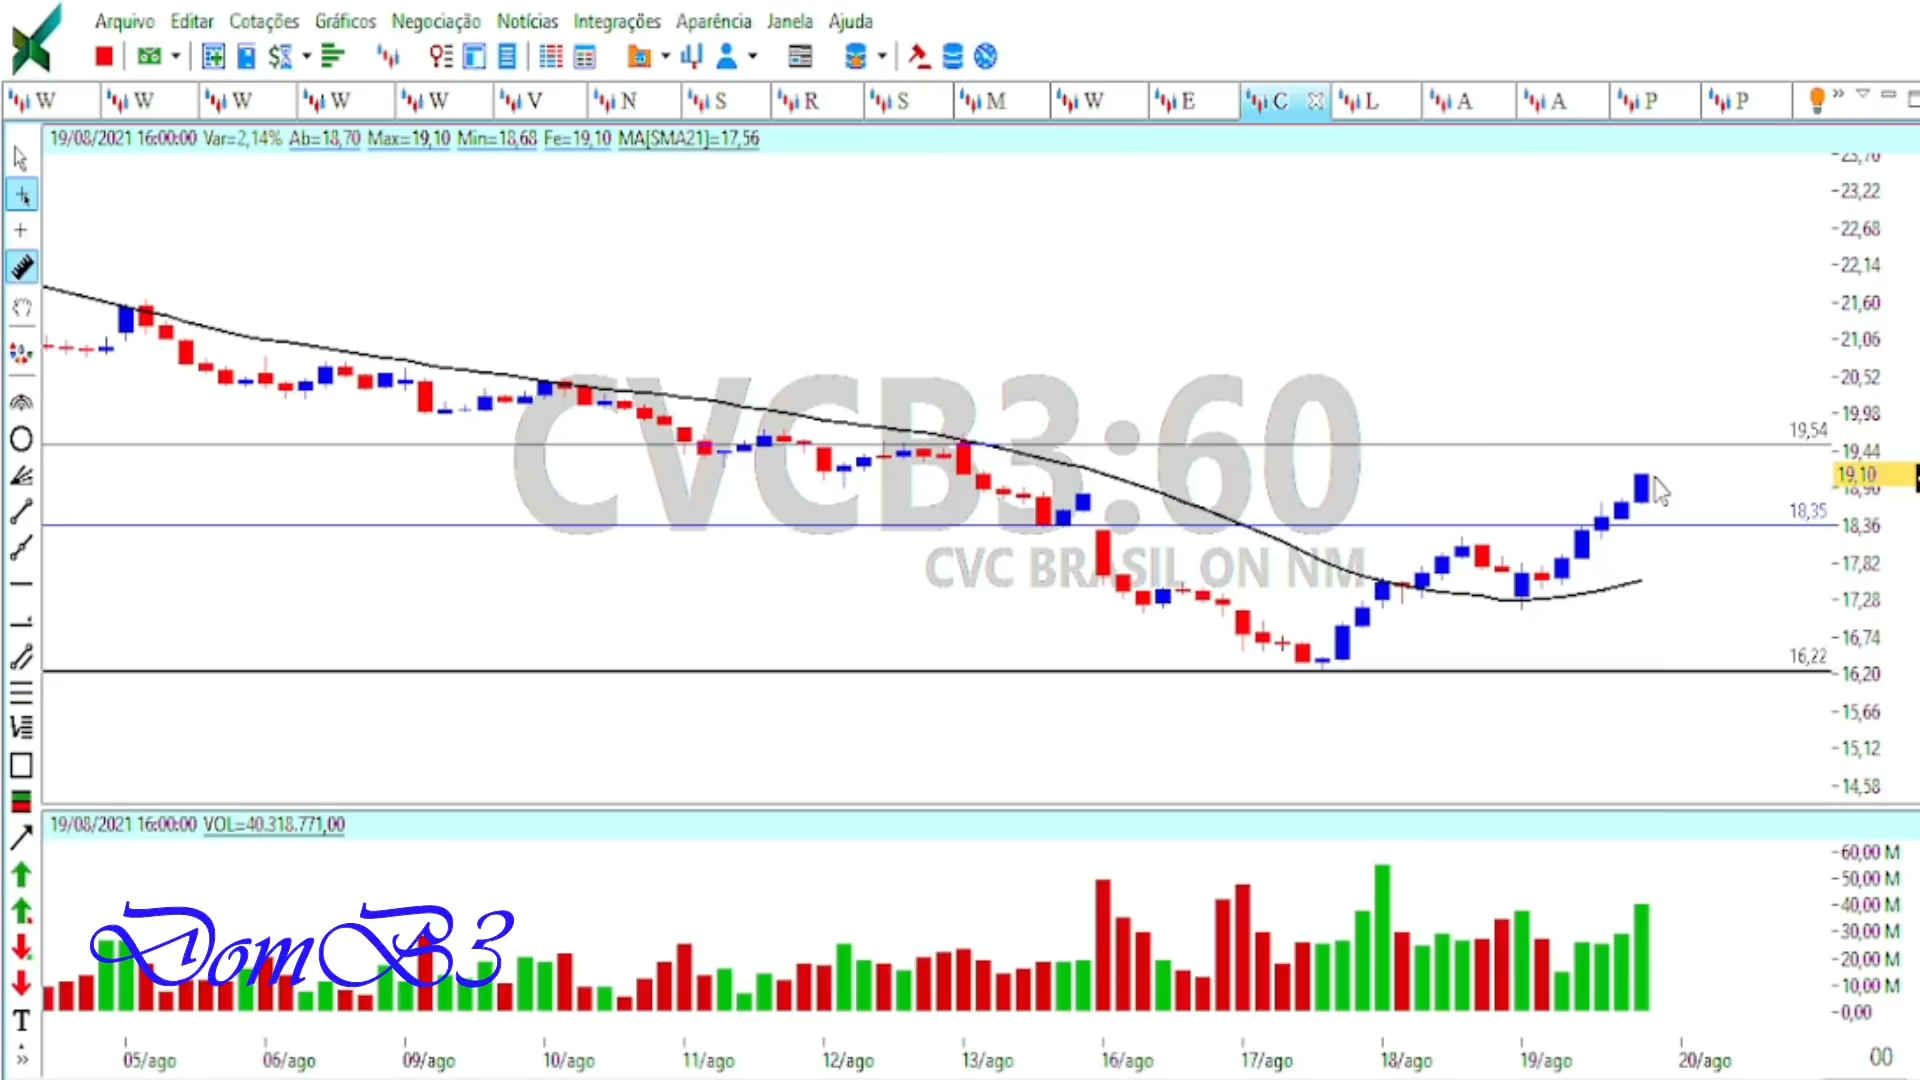 Arquivo Editar Cotações Gráficos Negociação Notícias Integrações Aparência Janela Ajuda
W W W W W V N S R S M W E C L A A P P
19/08/2021 16:00:00 Var=2,14% Ab=18,70 Max=19,10 Min=18,68 Fe=19,10 MA[SMA21]=17,56
23,76
23,22
22,68
22,14
21,60
21,06
20,52
19,98
19,54
19,44
19,10
18,90
18,35
18,36
17,82
17,28
16,74
16,22
16,20
15,66
15,12
14,58
CVCB3:60
CVC BRASIL ON NM
19/08/2021 16:00:00 VOL=40.318.771,00
60,00 M
50,00 M
40,00 M
30,00 M
20,00 M
10,00 M
0,00
DomB3
T
05/ago 06/ago 09/ago 10/ago 11/ago 12/ago 13/ago 16/ago 17/ago 18/ago 19/ago 20/ago 00